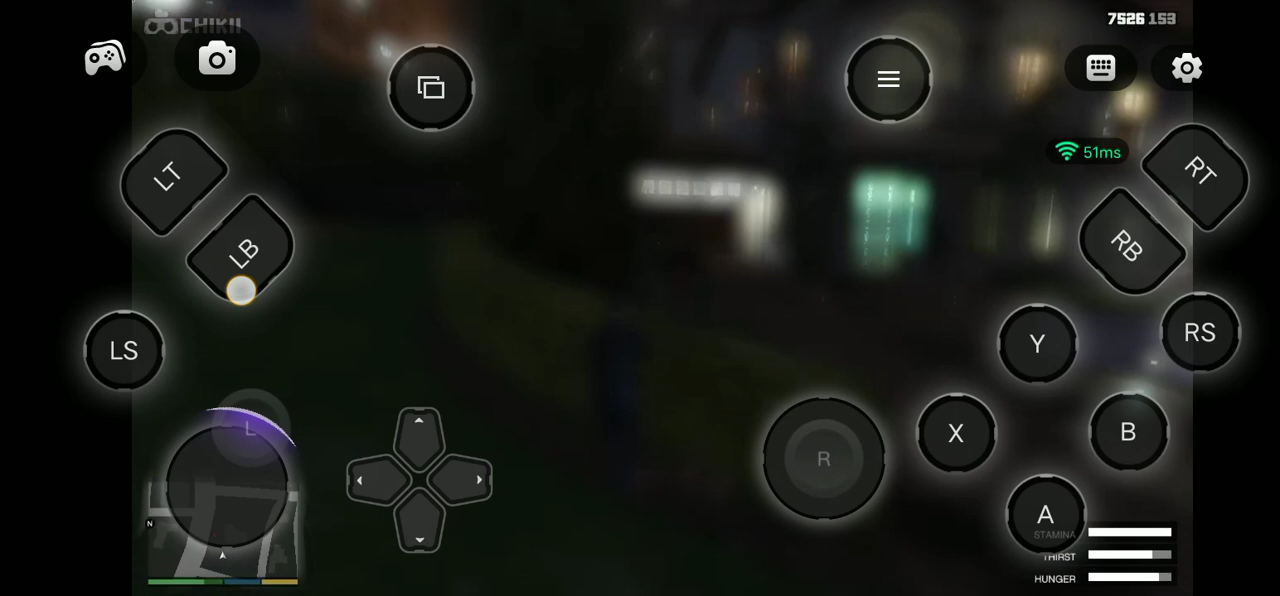 CHIKII
7526 153
51ms
LT
RT
LB
RB
LS
RS
Y
X
B
L
R
A
N
STAMINA
THIRST
HUNGER